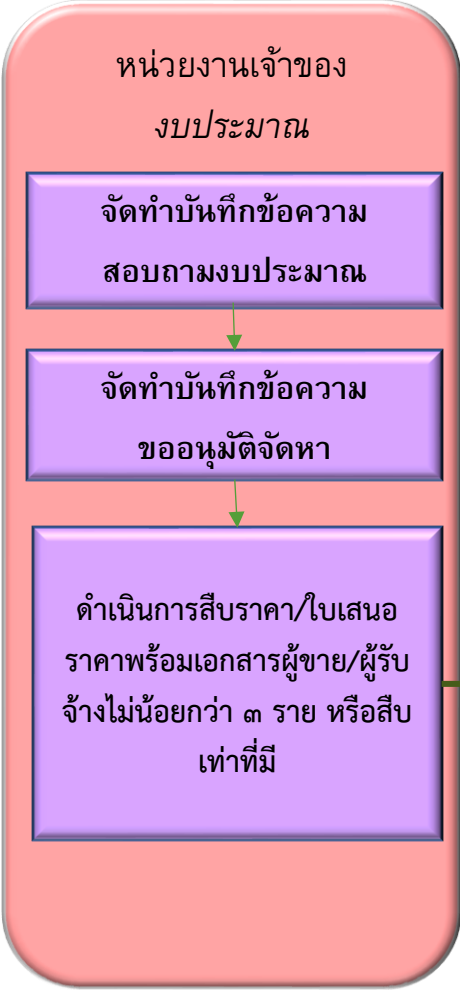 หน่วยงานเจ้าของ
งบประมาณ
จัดทำบันทึกข้อความ
สอบถามงบประมาณ
จัดทำบันทึกข้อความ
ขออนุมัติจัดหา
ดำเนินการสืบราคา/ใบเสนอ
ราคาพร้อมเอกสารผู้ขาย/ผู้รับ
จ้างไม่น้อยกว่า ๓ ราย หรือสืบ
เท่าที่มี